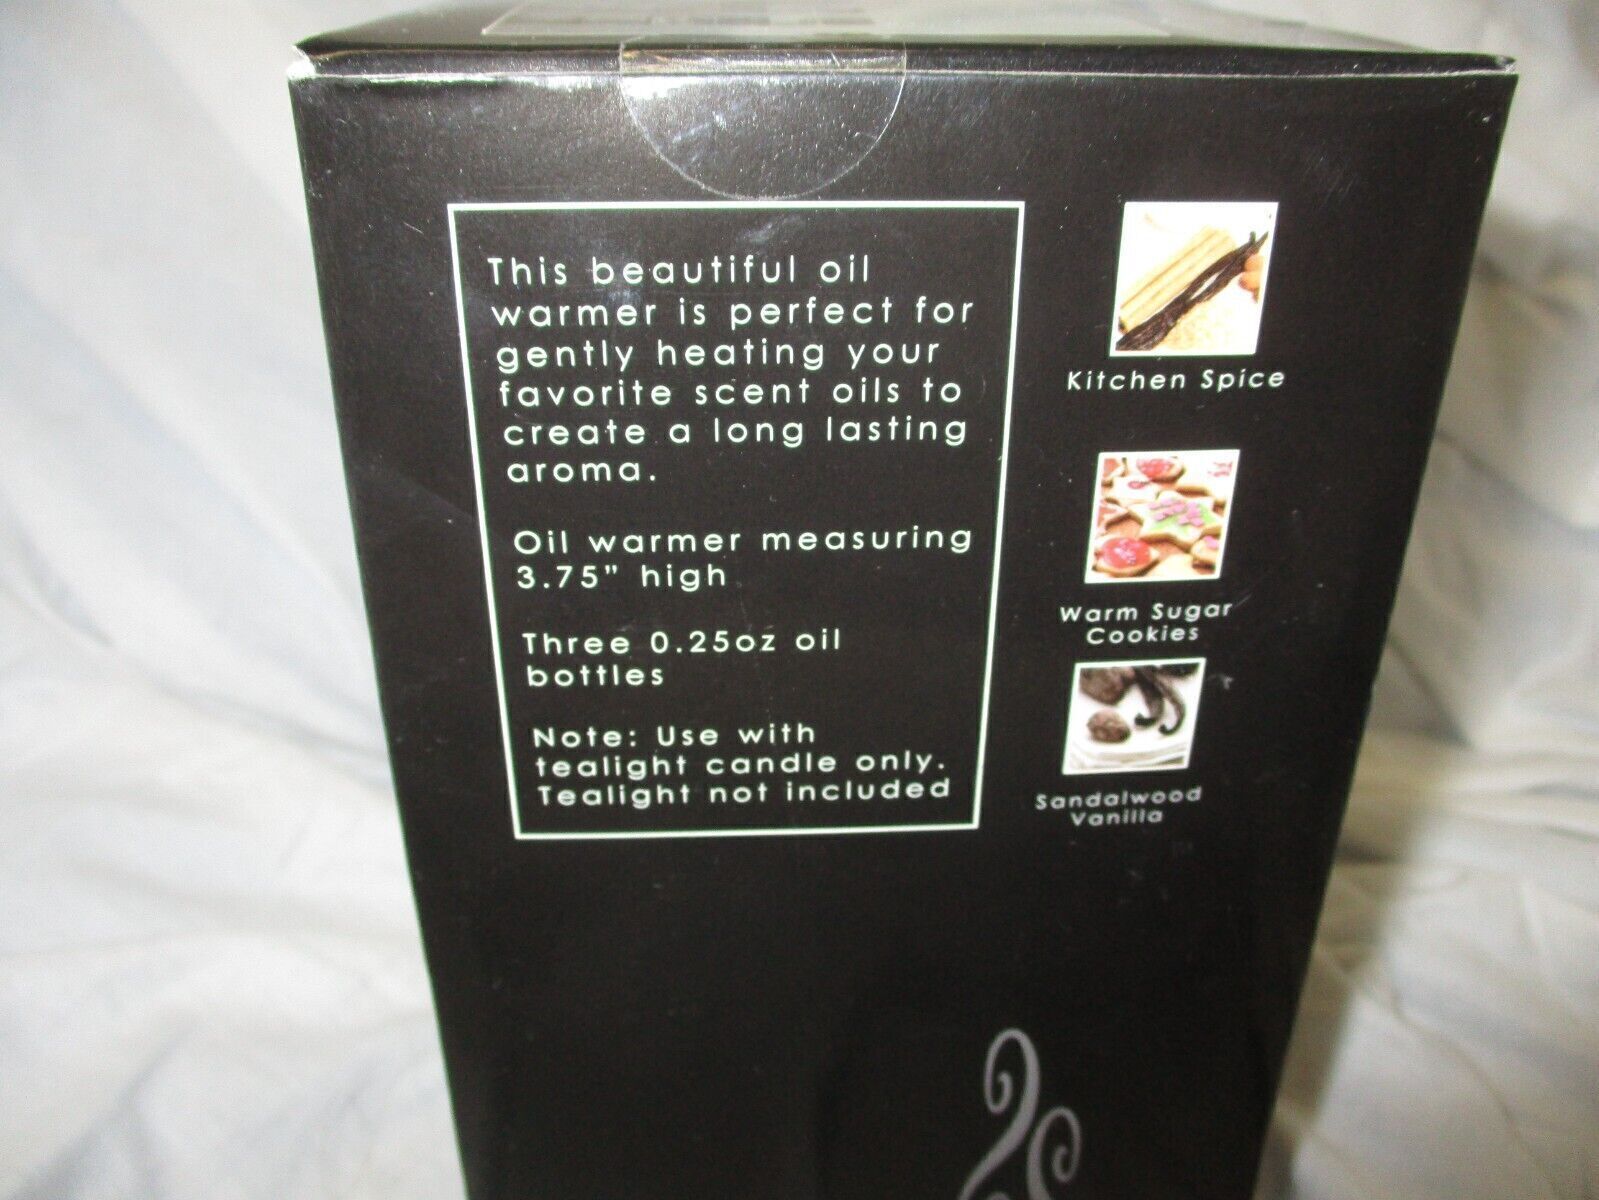 This beautiful oil
warmer is perfect for
gently heating your
favorite scent oils to
create a long lasting
aroma.
Oil warmer measuring
3.75" high
Three 0.25oz oil
bottles
Note: Use with
tealight candle only.
Tealight not included
Kitchen Spice
Warm Sugar
Cookies
Sandalwood
Vanilla